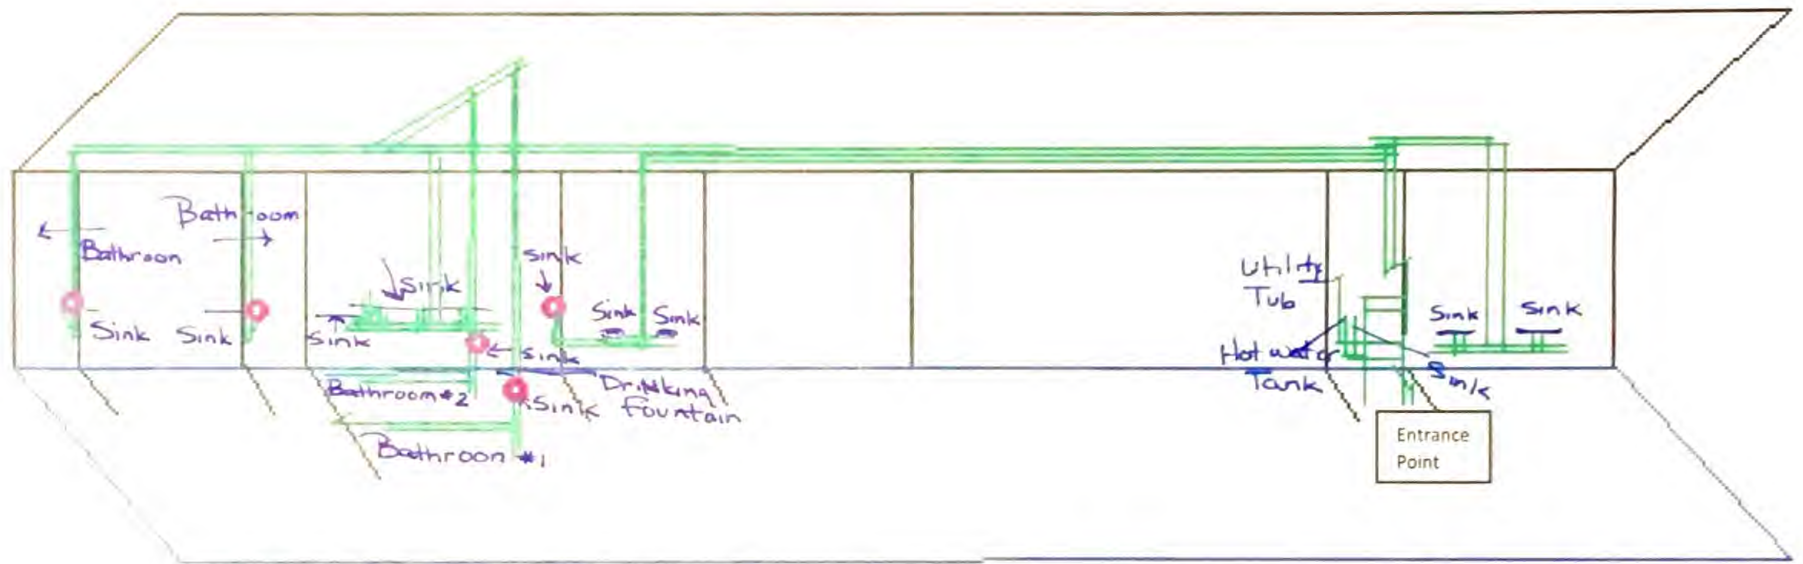 Bathroom
Bathroon
Sink
Sink
Sink
Sink
sink
Sink
Sink
Sink
Bathroom #2
Sink
Drinking
Fountain
Bathroom #1
Utility
Tub
Hot water
Tank
Sink
Sink
Sink
Entrance
Point